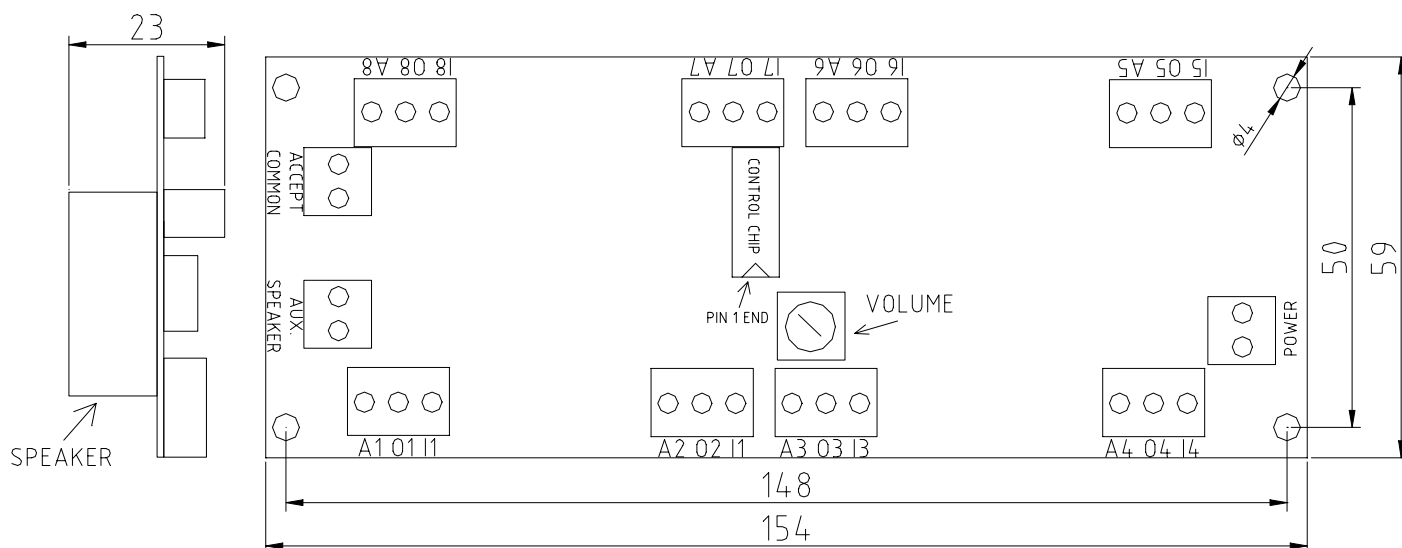 23
A8 O8 I8
A7 O7 I7
A6 O6 I6
A5 O5 I5
ø4
ACCEPT
COMMON
CONTROL CHIP
50
59
AUX.
SPEAKER
PIN 1 END
VOLUME
POWER
SPEAKER
A1 O1 I1
A2 O2 I1
A3 O3 I3
A4 O4 I4
148
154